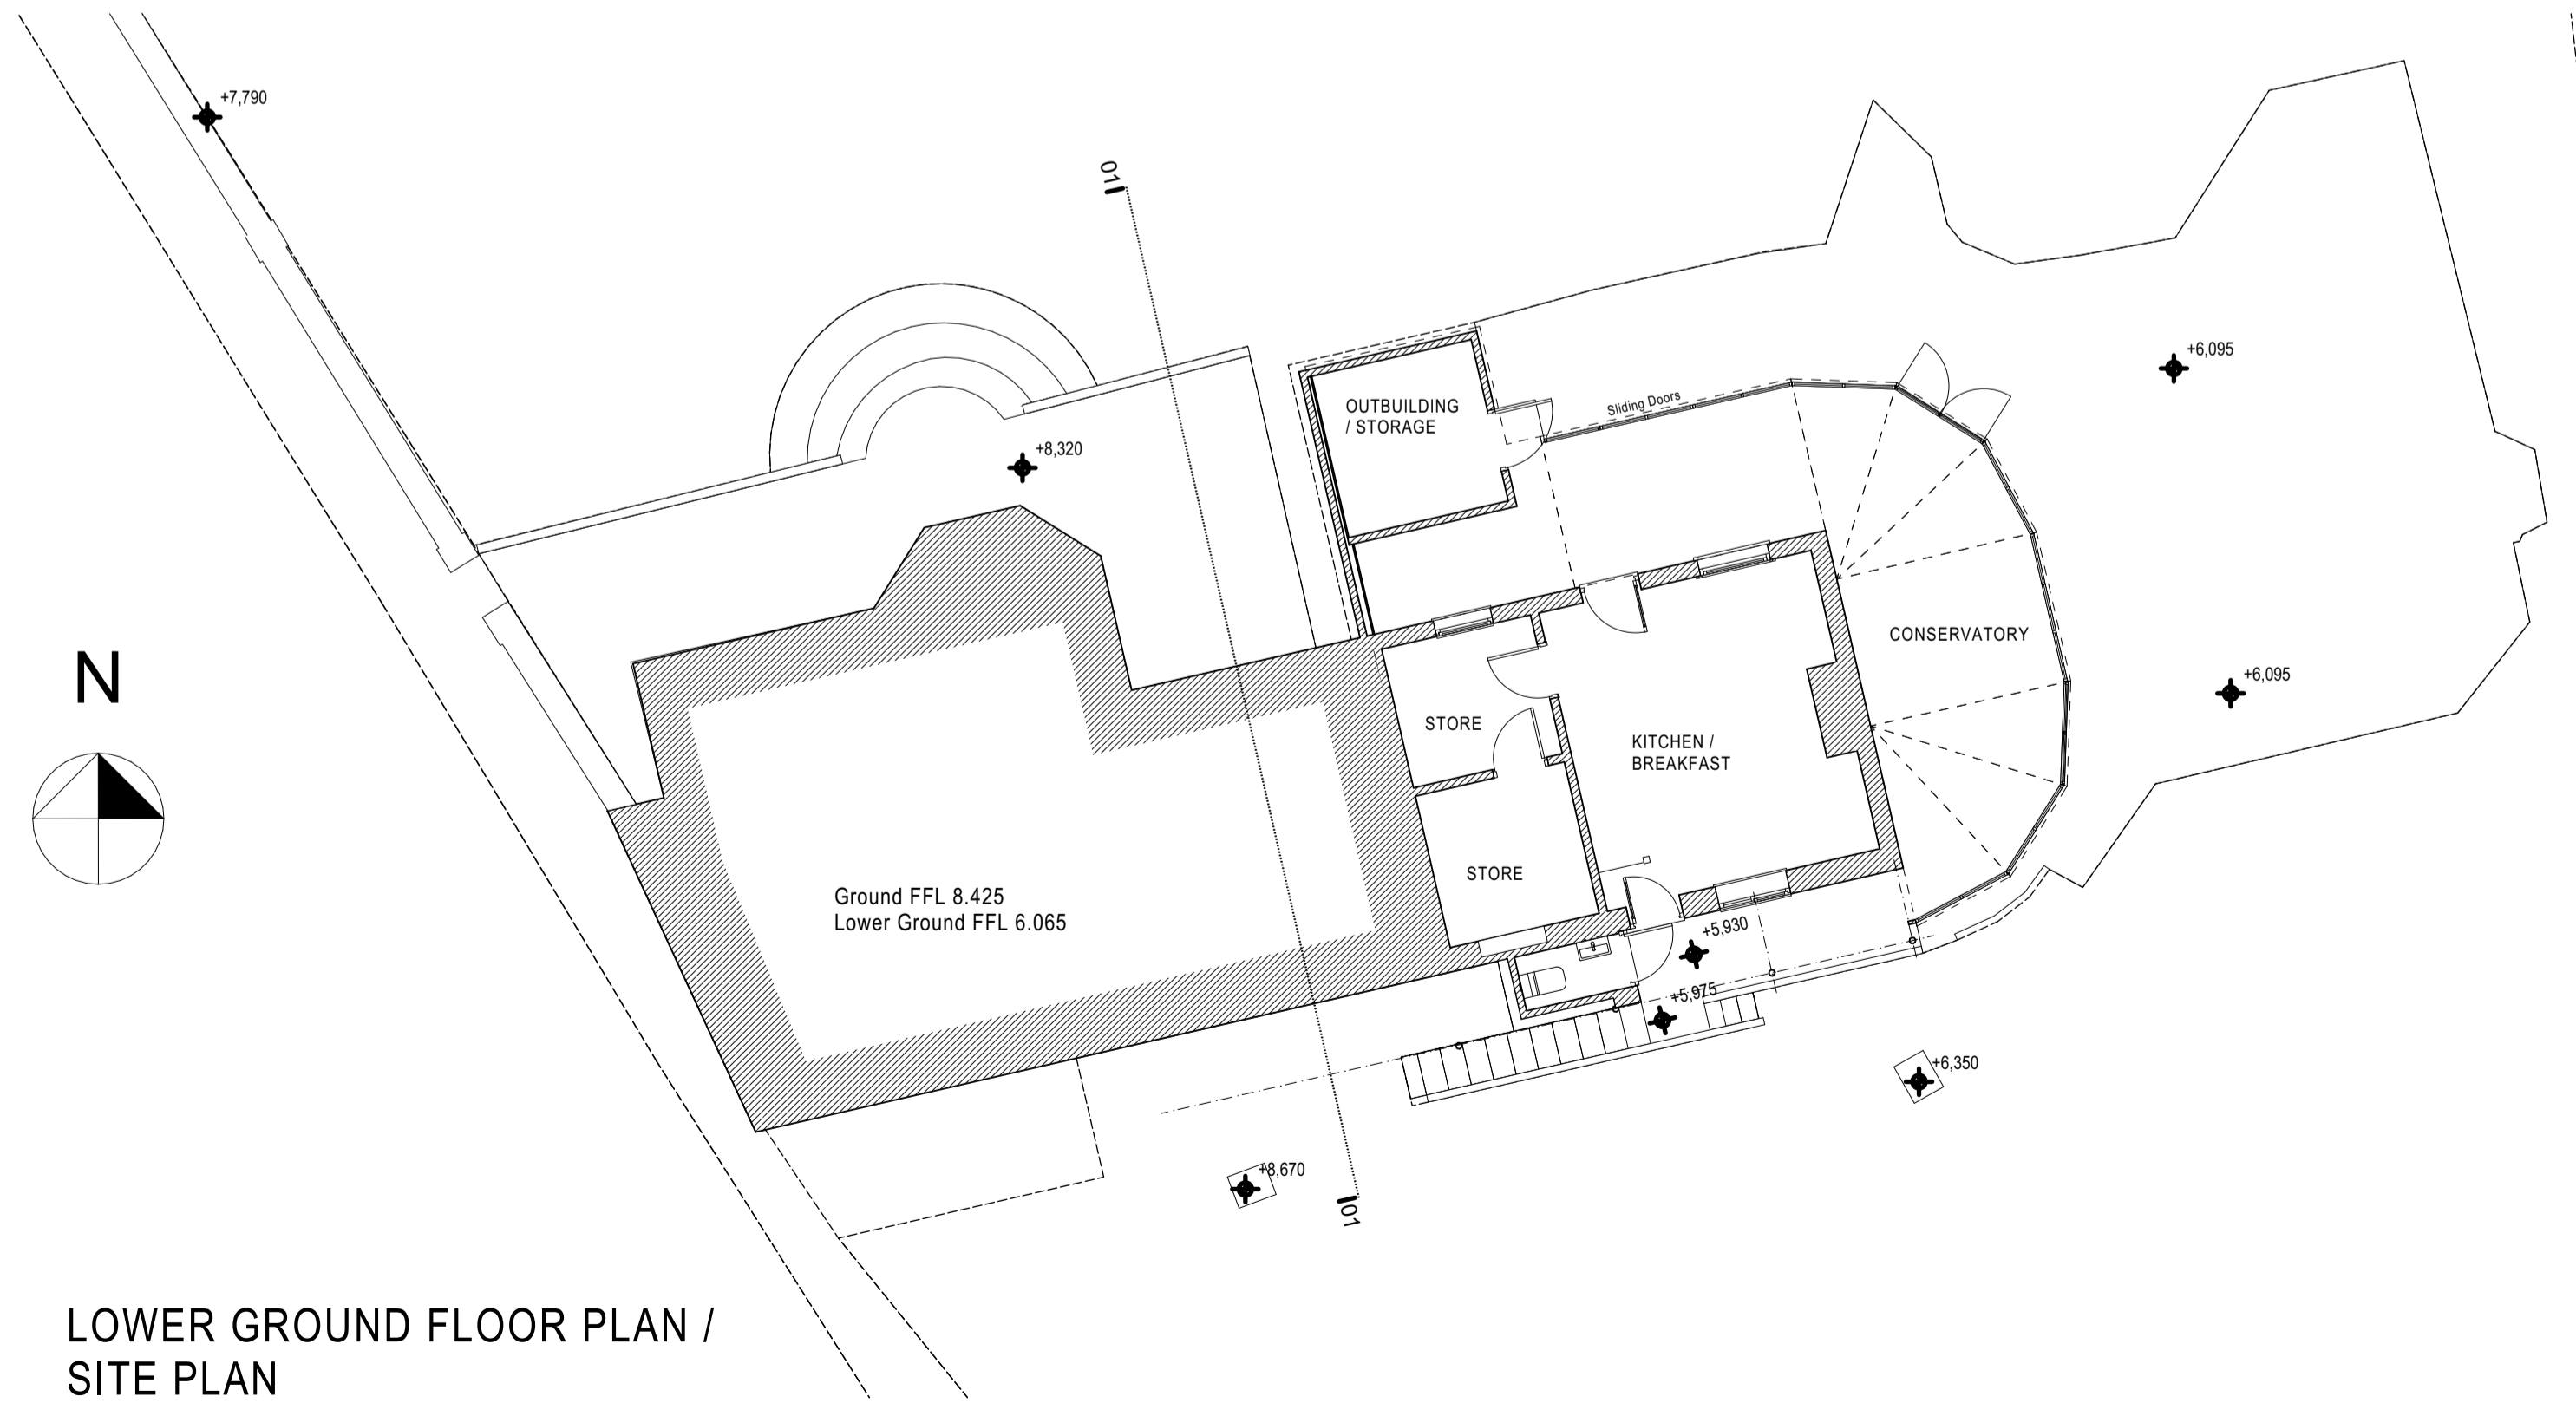 +7,790
01
+6,095
OUTBUILDING
/ STORAGE
Sliding Doors
+8,320
CONSERVATORY
N
+6,095
STORE
KITCHEN /
BREAKFAST
STORE
Ground FFL 8.425
Lower Ground FFL 6.065
+5,930
+5,975
+6,350
+8,670
01
LOWER GROUND FLOOR PLAN /
SITE PLAN